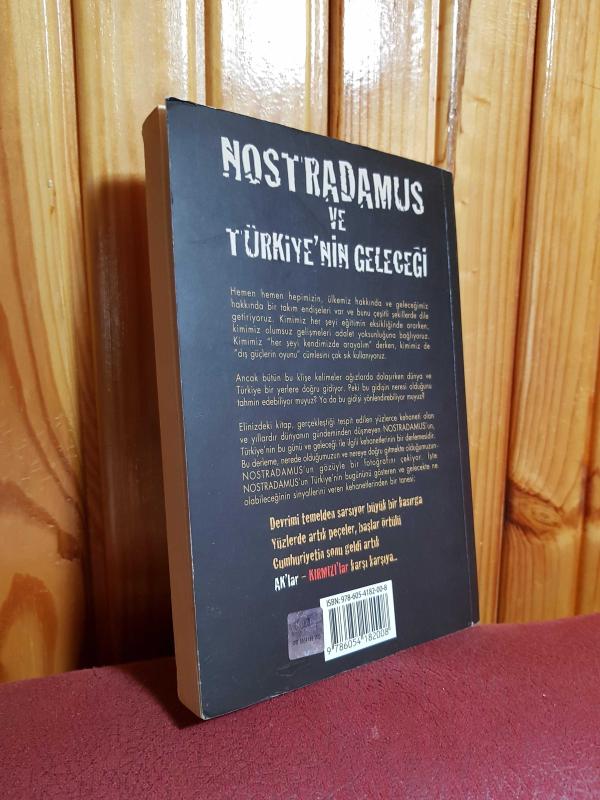 NOSTRADAMUS
VE
TÜRKİYE'NİN GELECEĞİ
Hemen hemen hepimizin, ülkemiz hakkında ve geleceğimiz
hakkında bir takım endişeleri var ve bunu çeşitli şekillerde dile
getiriyoruz. Kimimiz her şeyi eğitimin eksikliğinde ararken,
kimimiz olumsuz gelişmeleri adalet yoksunluğuna bağlıyoruz.
Kimimiz "her şeyi kendimizde arayalım" derken, kimimiz de
"dış güçlerin oyunu" cümlesini çok sık kullanıyoruz.
Ancak bütün bu klişe kelimeler ağızlarda dolaşırken dünya ve
Türkiye bir yerlere doğru gidiyor. Peki bu gidişin neresi olduğunu
tahmin edebiliyor muyuz? Ya da bu gidişi yönlendirebiliyor muyuz?
Elinizdeki kitap, gerçekleştiği tespit edilen yüzlerce kehaneti olan
ve yıllardır dünyanın gündeminden düşmeyen NOSTRADAMUS'un,
Türkiye'nin bu günü ve geleceği ile ilgili kehanetlerinin bir derlemesidir.
Bu derleme, nerede olduğumuzun ve nereye doğru gitmekte olduğumuzun-
NOSTRADAMUS'un gözüyle bir fotoğrafını çekiyor. İşte
NOSTRADAMUS'un Türkiye'nin bugününü gösteren ve gelecekte ne
olabileceğinin sinyallerini veren kehanetlerinden bir tanesi:
Devrimi temelden sarsıyor büyük bir kasırga
Yüzlerde artık peçeler, başlar örtülü
Cumhuriyetin sonu geldi artık
AK'lar - KIRMIZI'lar karşı karşıya...
ISBN: 978-605-4182-00-8
9 786054 182008